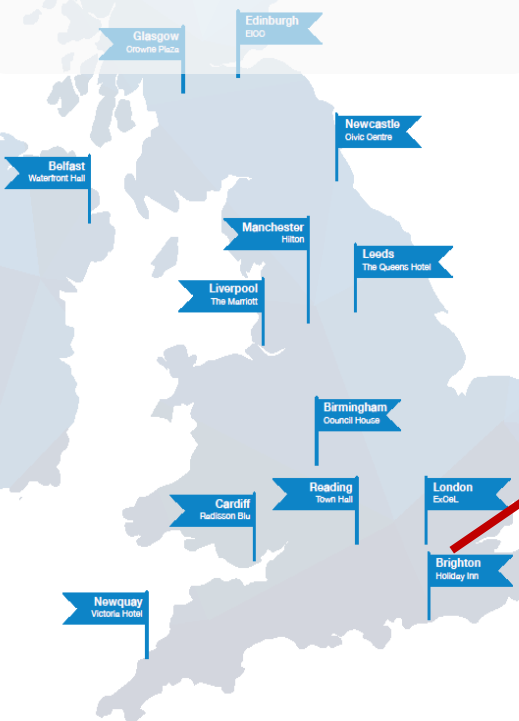 Edinburgh
EICC
Glasgow
Crowne Plaza
Newcastle
Civic Centre
Belfast
Waterfront Hall
Manchester
Hilton
Leeds
The Queens Hotel
Liverpool
The Marriott
Birmingham
Council House
Reading
Town Hall
London
ExCeL
Cardiff
Radisson Blu
Brighton
Holiday Inn
Newquay
Victoria Hotel